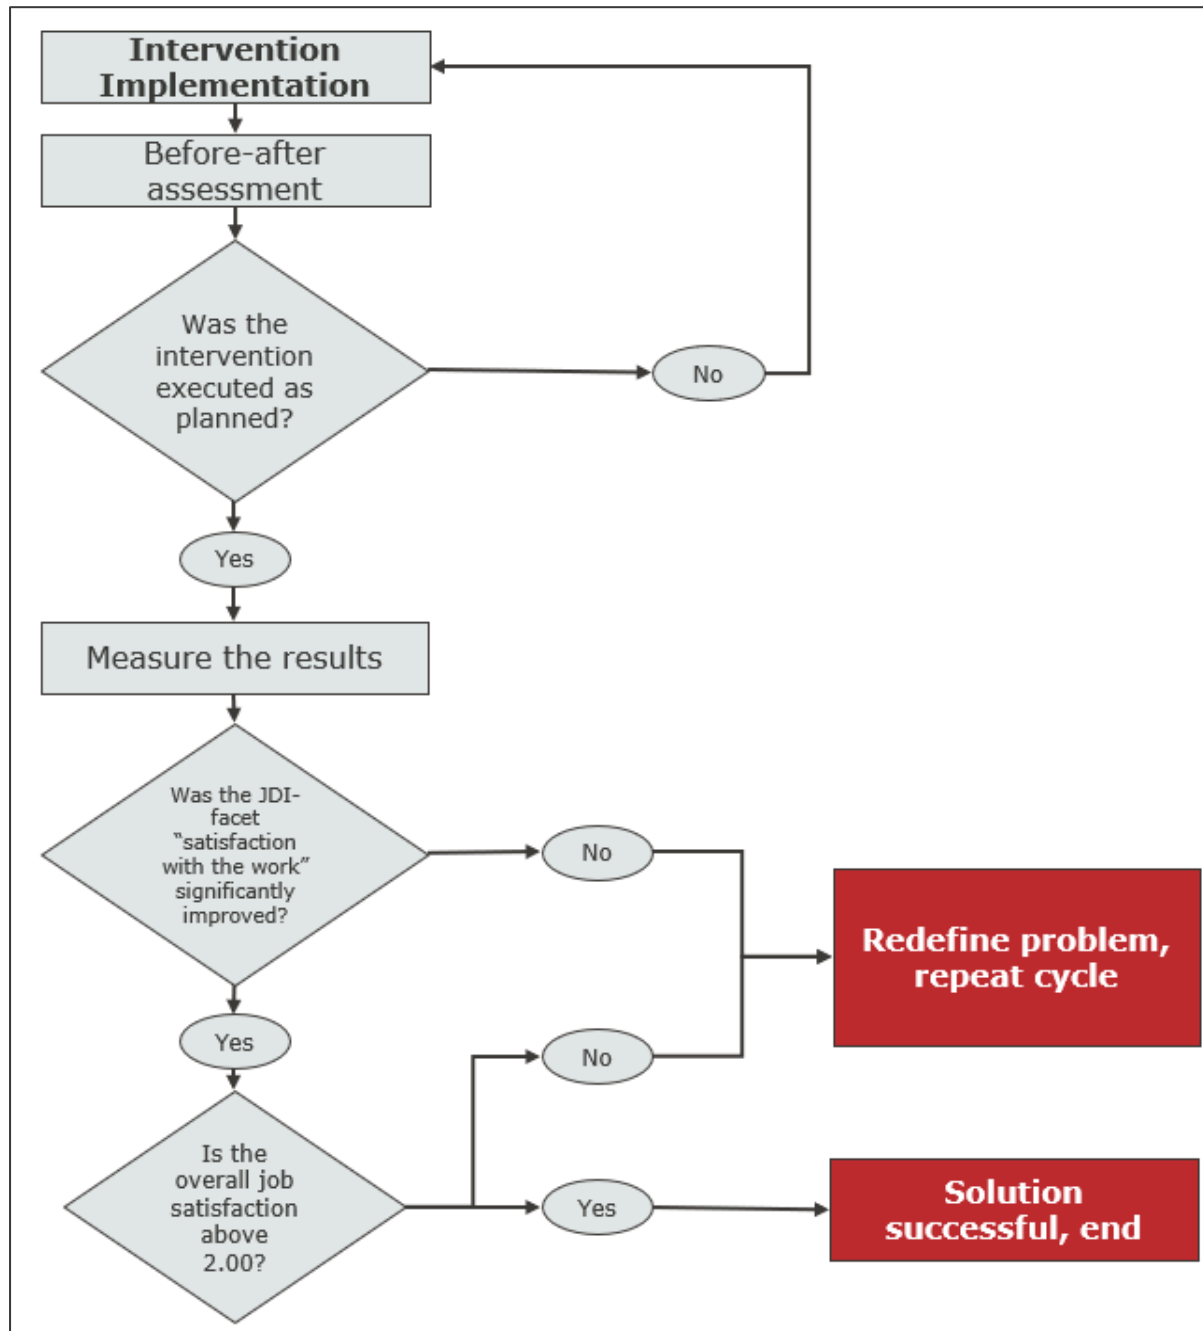 Intervention
Implementation
Before-after
assessment
Was the
intervention
executed as
planned?
No
Yes
Measure the results
Was the JDI-
facet
“satisfaction
with the work”
significantly
improved?
No
Redefine problem,
repeat cycle
Yes
No
Is the
overall job
satisfaction
above
2.00?
Yes
Solution
successful, end